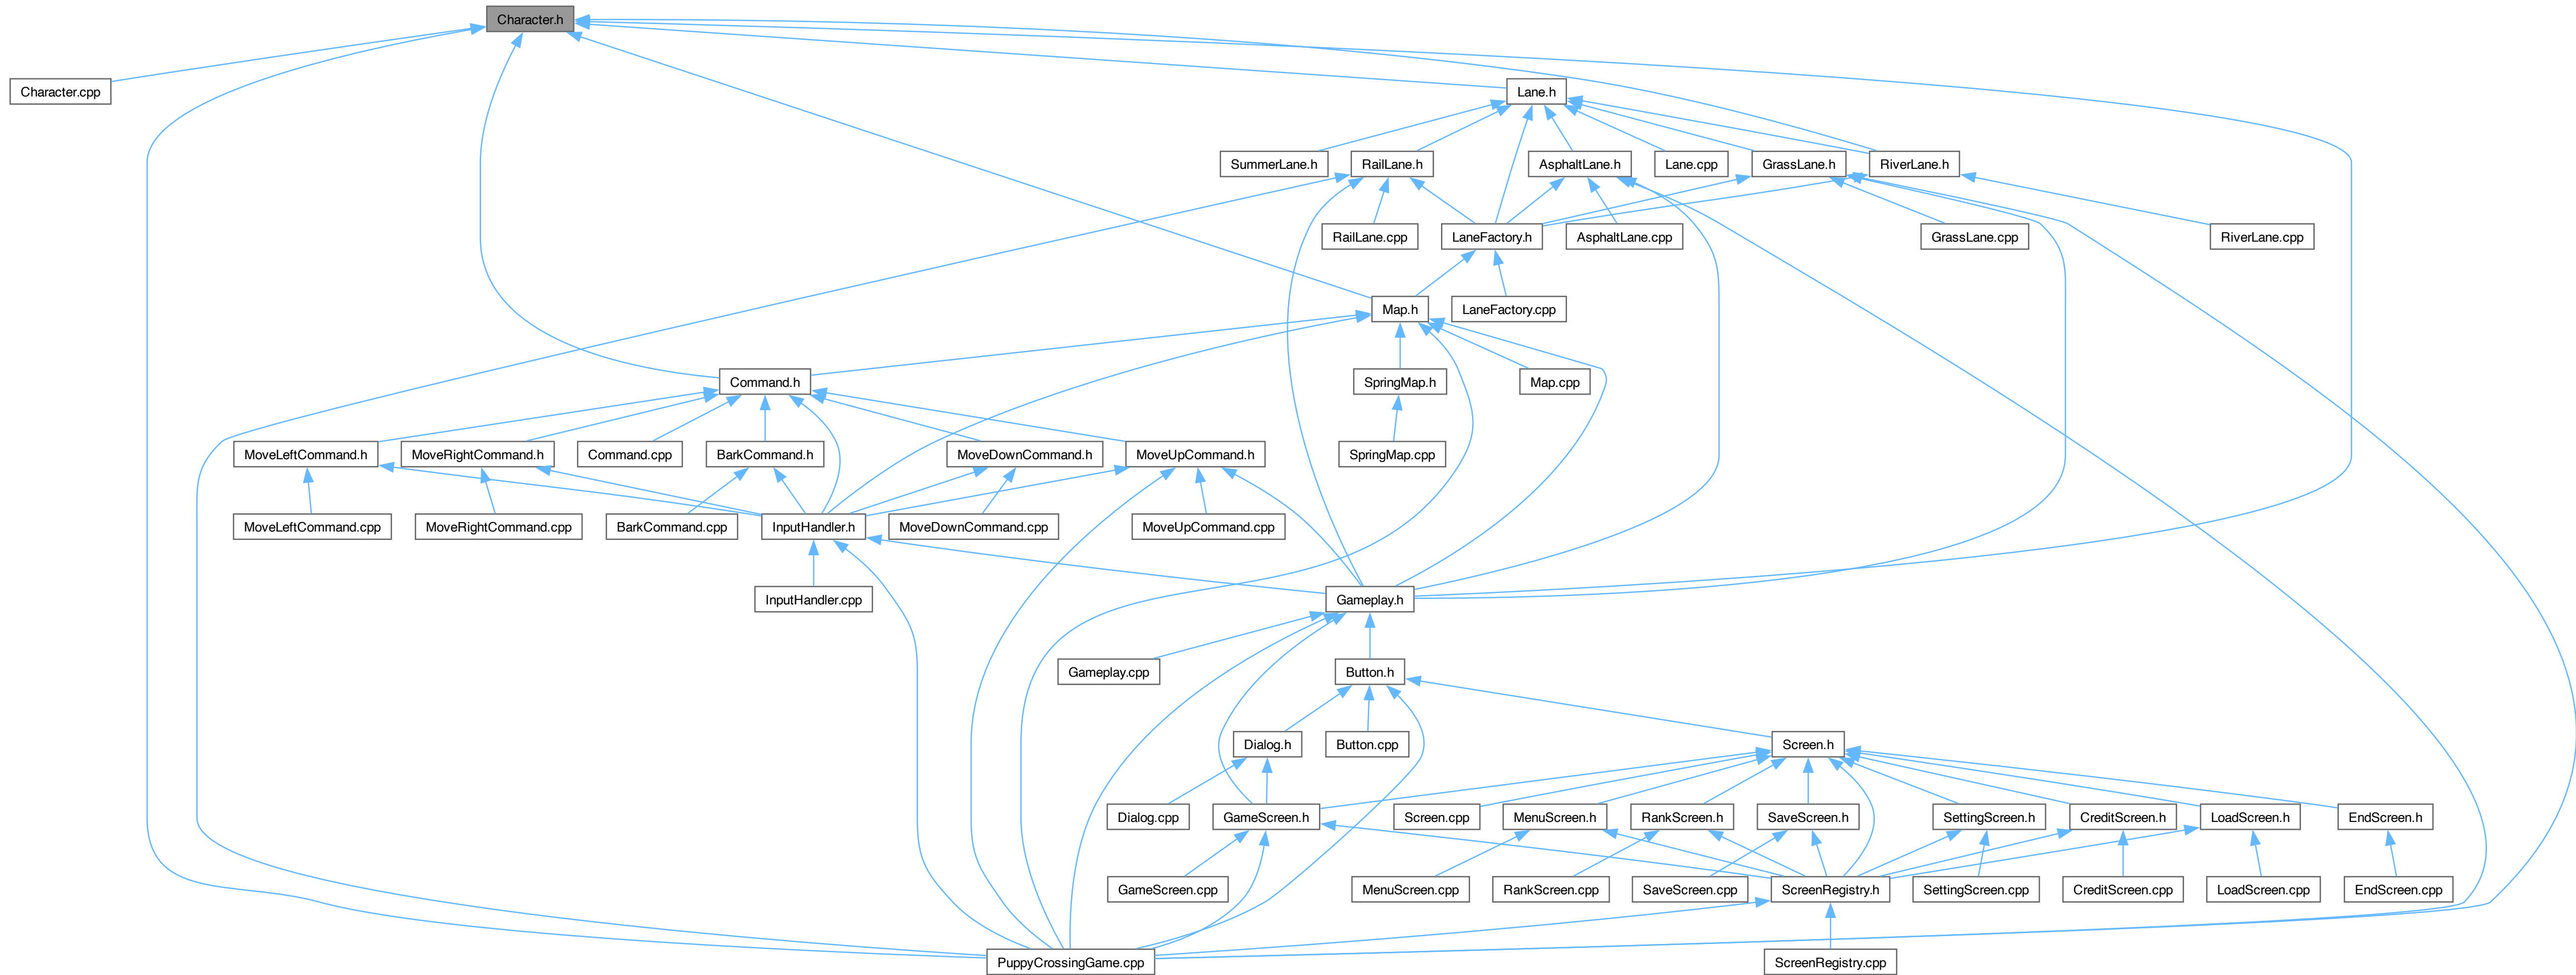 Character.h
Character.cpp
Lane.h
SummerLane.h
RailLane.h
AsphaltLane.h
Lane.cpp
GrassLane.h
RiverLane.h
RailLane.cpp
LaneFactory.h
AsphaltLane.cpp
GrassLane.cpp
RiverLane.cpp
Map.h
LaneFactory.cpp
Command.h
SpringMap.h
Map.cpp
MoveLeftCommand.h
MoveRightCommand.h
Command.cpp
BarkCommand.h
MoveDownCommand.h
MoveUpCommand.h
SpringMap.cpp
MoveLeftCommand.cpp
MoveRightCommand.cpp
BarkCommand.cpp
InputHandler.h
MoveDownCommand.cpp
MoveUpCommand.cpp
InputHandler.cpp
Gameplay.h
Gameplay.cpp
Button.h
Dialog.h
Button.cpp
Screen.h
Dialog.cpp
GameScreen.h
Screen.cpp
MenuScreen.h
RankScreen.h
SaveScreen.h
SettingScreen.h
CreditScreen.h
LoadScreen.h
EndScreen.h
GameScreen.cpp
MenuScreen.cpp
RankScreen.cpp
SaveScreen.cpp
ScreenRegistry.h
SettingScreen.cpp
CreditScreen.cpp
LoadScreen.cpp
EndScreen.cpp
PuppyCrossingGame.cpp
ScreenRegistry.cpp